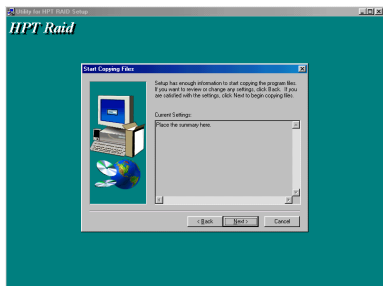 Utility for HPT RAID Setup
HPT Raid
Start Copying Files
Setup has enough information to start copying the program files.
If you want to review or change any settings, click Back. If you
are satisfied with the settings, click Next to begin copying files.
Current Settings:
Place the summary here.
< Back
Next >
Cancel